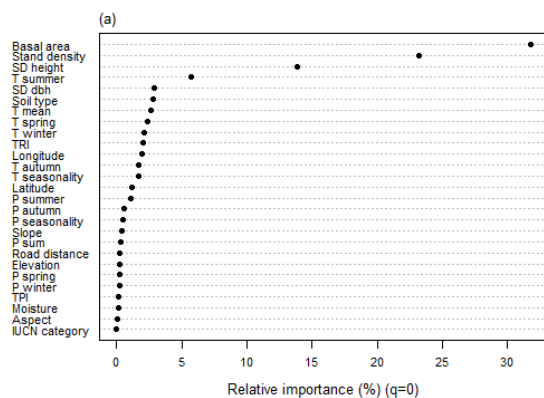 (a)
Basal area
Stand density
SD height
T summer
SD dbh
Soil type
T mean
T spring
T winter
TRI
Longitude
T autumn
T seasonality
Latitude
P summer
P autumn
P seasonality
Slope
P sum
Road distance
Elevation
P spring
P winter
TPI
Moisture
Aspect
IUCN category
0 5 10 15 20 25 30
Relative importance (%) (q=0)